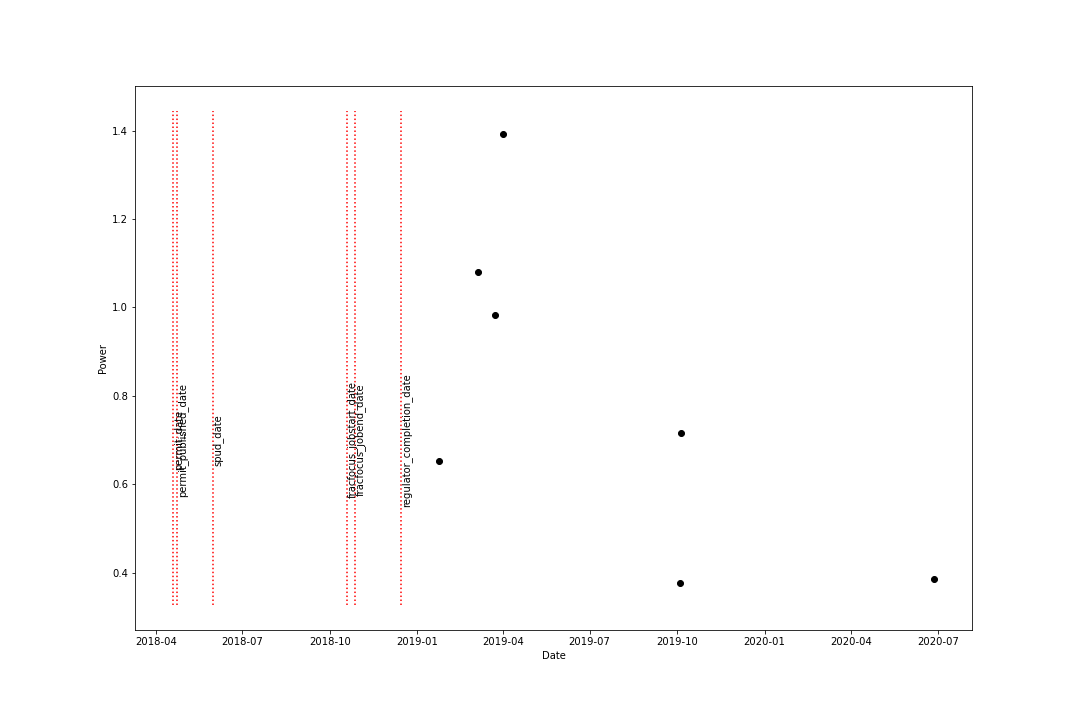 1.4
1.2
1.0
0.8
0.6
0.4
Power
permit_date
permit_published_date
spud_date
fracfocus_jobstart_date
fracfocus_jobend_date
regulator_completion_date
2018-04 2018-07 2018-10 2019-01 2019-04 2019-07 2019-10 2020-01 2020-04 2020-07
Date